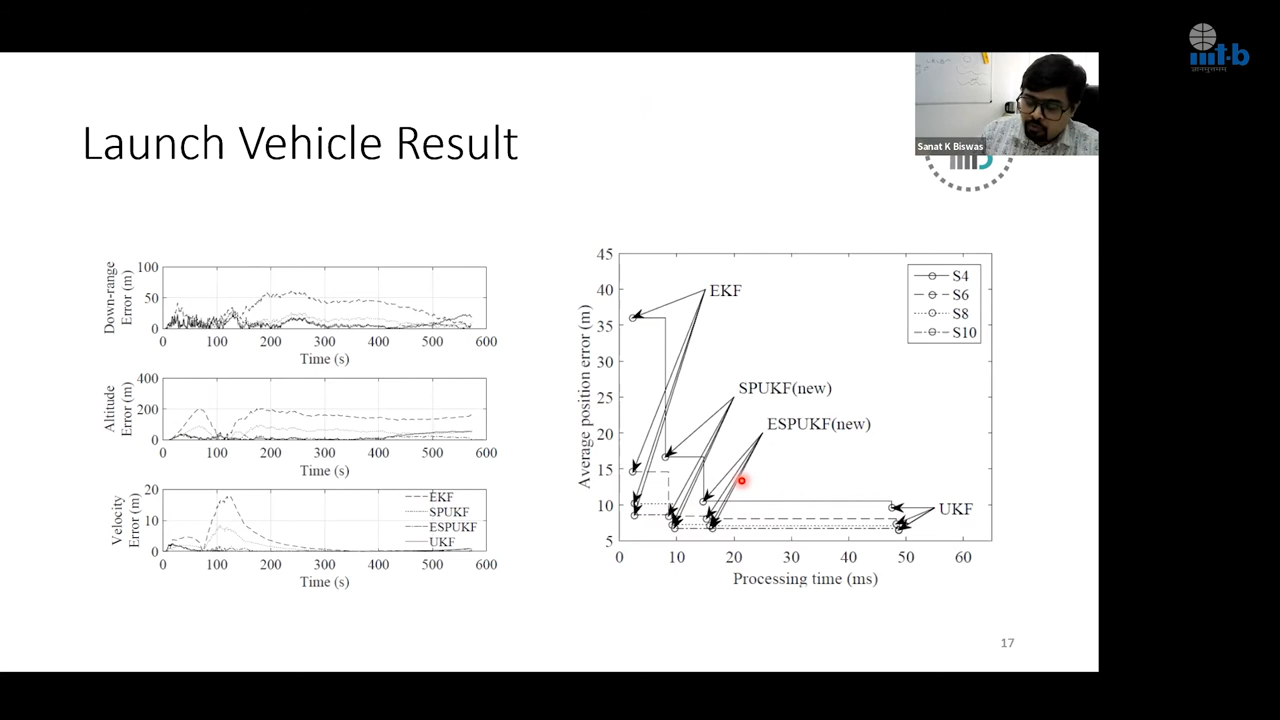 iiit-b
ज्ञानमुत्तमम्
Sanat K Biswas
Launch Vehicle Result
Down-range
Error (m)
100
50
0
0 100 200 300 400 500 600
Time (s)
Altitude
Error (m)
400
200
0
0 100 200 300 400 500 600
Time (s)
Velocity
Error (m)
20
10
0
EKF
SPUKF
ESPUKF
UKF
0 100 200 300 400 500 600
Time (s)
Average position error (m)
45
40
35
30
25
20
15
10
5
EKF
SPUKF(new)
ESPUKF(new)
UKF
S4
S6
S8
S10
0 10 20 30 40 50 60
Processing time (ms)
17